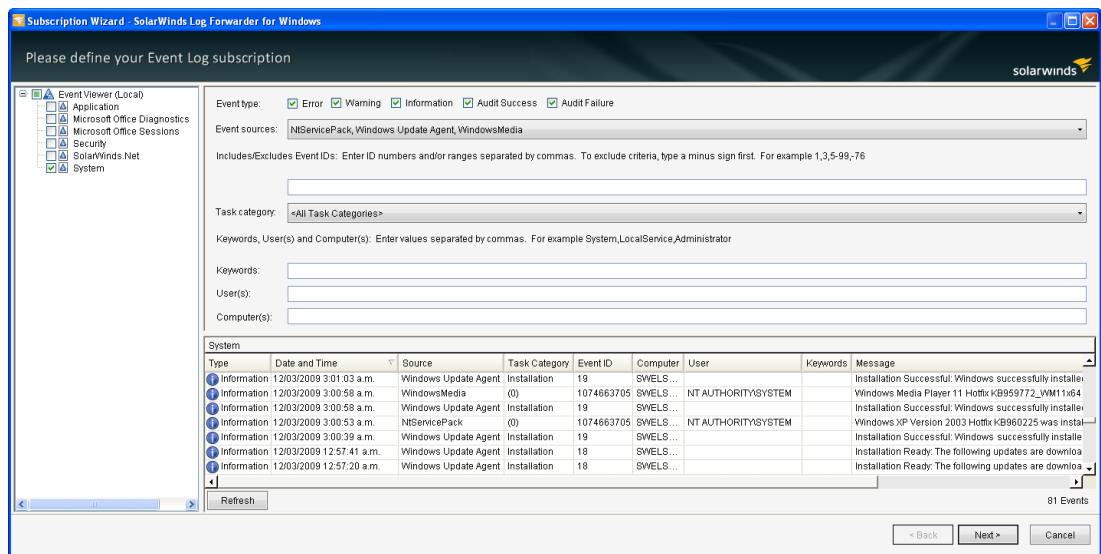 Subscription Wizard - SolarWinds Log Forwarder for Windows
Please define your Event Log subscription
solarwinds
Event Viewer (Local)
Application
Microsoft Office Diagnostics
Microsoft Office Sessions
Security
SolarWinds.Net
System
Event type: Error Warning Information Audit Success Audit Failure
Event sources: NtServicePack, Windows Update Agent, WindowsMedia
Includes/Excludes Event IDs: Enter ID numbers and/or ranges separated by commas. To exclude criteria, type a minus sign first. For example 1,3,5-99,-76
Task category: <All Task Categories>
Keywords, User(s) and Computer(s): Enter values separated by commas. For example System,LocalService,Administrator
Keywords:
User(s):
Computer(s):
System
Type Date and Time Source Task Category Event ID Computer User Keywords Message
Information 12/03/2009 3:01:03 a.m. Windows Update Agent Installation 19 SWELS... Installation Successful: Windows successfully installe
Information 12/03/2009 3:00:58 a.m. WindowsMedia (0) 1074663705 SWELS... NT AUTHORITY\SYSTEM Windows Media Player 11 Hotfix KB959772_WM11x64
Information 12/03/2009 3:00:58 a.m. Windows Update Agent Installation 19 SWELS... Installation Successful: Windows successfully installe
Information 12/03/2009 3:00:53 a.m. NtServicePack (0) 1074663705 SWELS... NT AUTHORITY\SYSTEM Windows XP Version 2003 Hotfix KB960225 was instal
Information 12/03/2009 3:00:39 a.m. Windows Update Agent Installation 19 SWELS... Installation Successful: Windows successfully installe
Information 12/03/2009 12:57:41 a.m. Windows Update Agent Installation 18 SWELS... Installation Ready: The following updates are downloa
Information 12/03/2009 12:57:20 a.m. Windows Update Agent Installation 18 SWELS... Installation Ready: The following updates are downloa
Refresh 81 Events
< Back Next > Cancel